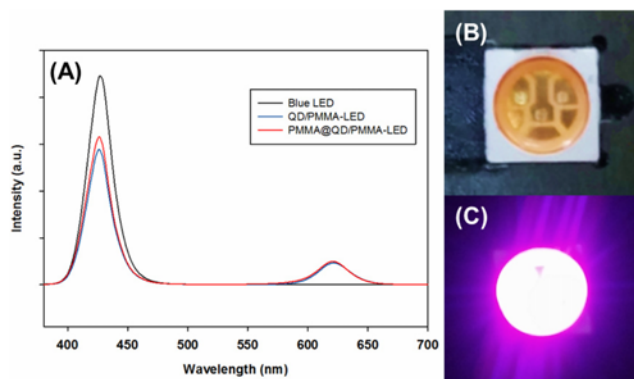 (A)
Blue LED
QD/PMMA-LED
PMMA@QD/PMMA-LED
Intensity (a.u.)
400 450 500 550 600 650 700
Wavelength (nm)
(B)
(C)